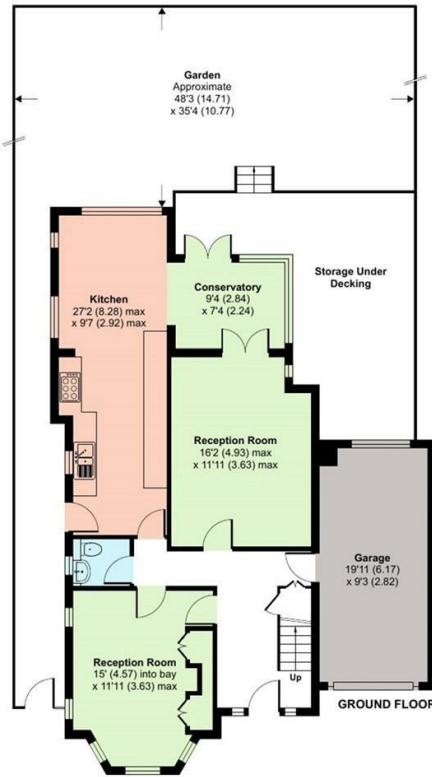 Garden
Approximate
48'3 (14.71)
x 35'4 (10.77)
Kitchen
27'2 (8.28) max
x 9'7 (2.92) max
Conservatory
9'4 (2.84)
x 7'4 (2.24)
Storage Under
Decking
Reception Room
16'2 (4.93) max
x 11'11 (3.63) max
Garage
19'11 (6.17)
x 9'3 (2.82)
Reception Room
15' (4.57) into bay
x 11'11 (3.63) max
Up
GROUND FLOOR